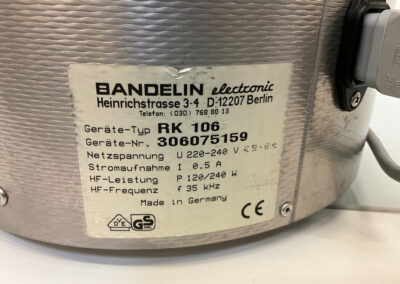 BANDELIN electronic
Heinrichstrasse 3-4 D-12207 Berlin
Telefon: (030) 768 80 13
Geräte-Typ RK 106
Geräte-Nr. 306075159
Netzspannung U 220-240 V
Stromaufnahme I 0.5 A
HF-Leistung P 120/240 W
HF-Frequenz f 35 kHz
Made in Germany
VDE GS CE